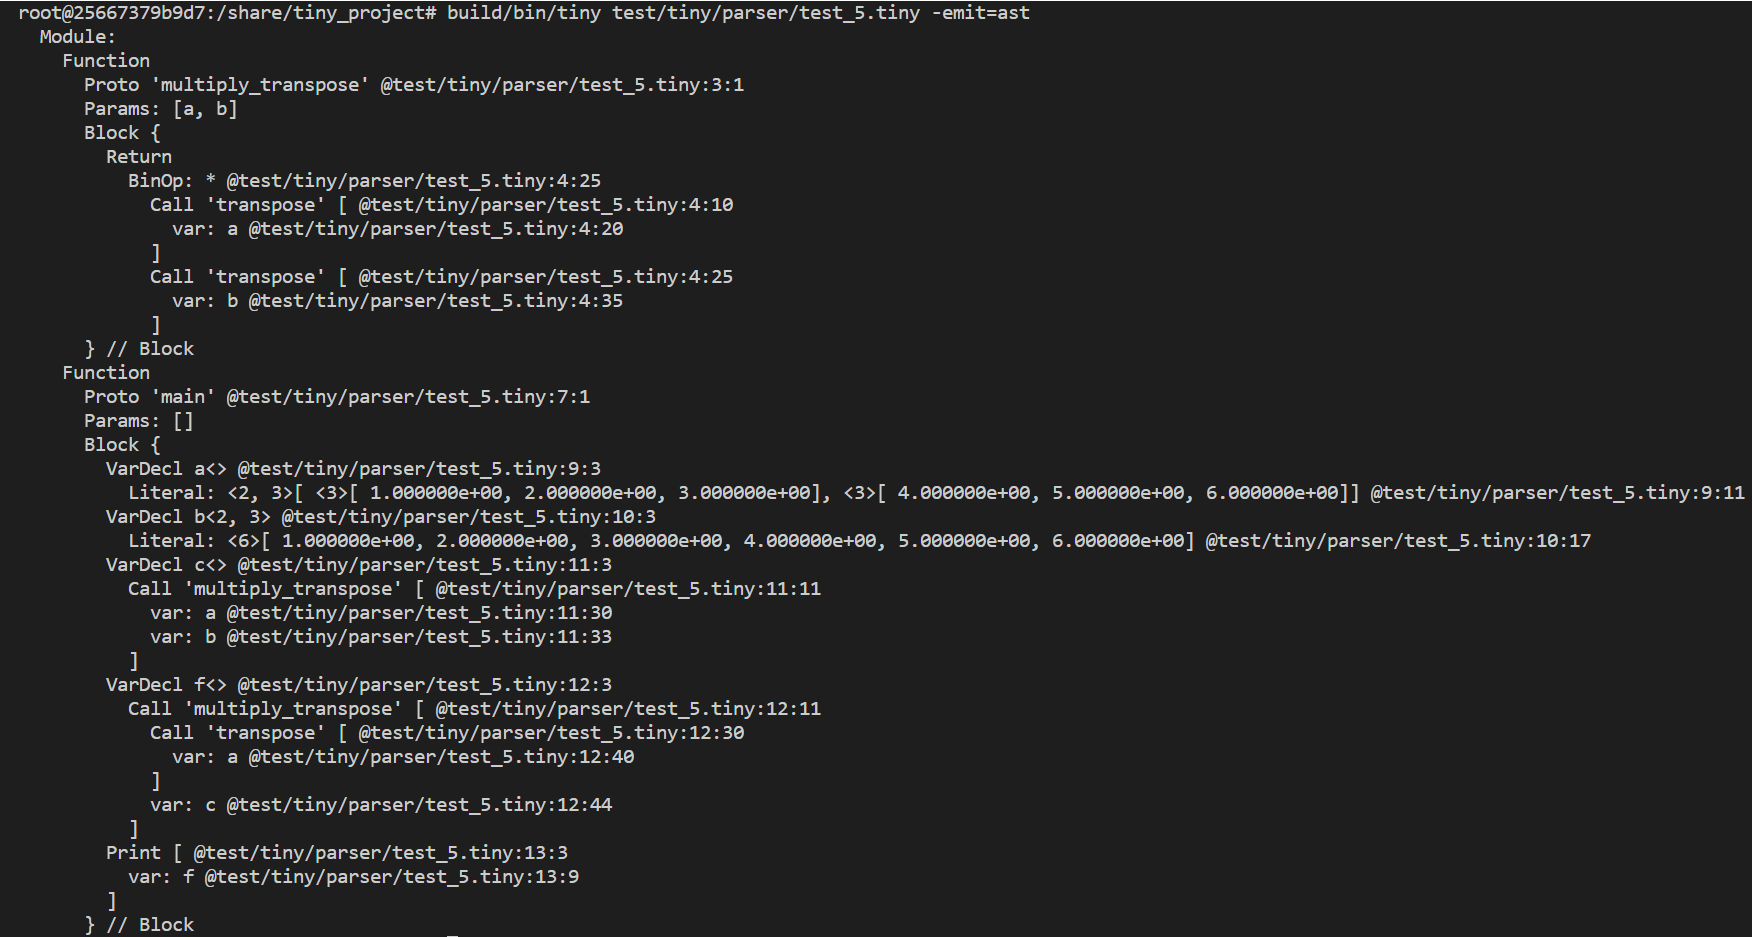 root@25667379b9d7:/share/tiny_project# build/bin/tiny test/tiny/parser/test_5.tiny -emit=ast
  Module:
    Function
      Proto 'multiply_transpose' @test/tiny/parser/test_5.tiny:3:1
      Params: [a, b]
      Block {
        Return
          BinOp: * @test/tiny/parser/test_5.tiny:4:25
            Call 'transpose' [ @test/tiny/parser/test_5.tiny:4:10
              var: a @test/tiny/parser/test_5.tiny:4:20
            ]
            Call 'transpose' [ @test/tiny/parser/test_5.tiny:4:25
              var: b @test/tiny/parser/test_5.tiny:4:35
            ]
      } // Block
    Function
      Proto 'main' @test/tiny/parser/test_5.tiny:7:1
      Params: []
      Block {
        VarDecl a<> @test/tiny/parser/test_5.tiny:9:3
          Literal: <2, 3>[ <3>[ 1.000000e+00, 2.000000e+00, 3.000000e+00], <3>[ 4.000000e+00, 5.000000e+00, 6.000000e+00]] @test/tiny/parser/test_5.tiny:9:11
        VarDecl b<2, 3> @test/tiny/parser/test_5.tiny:10:3
          Literal: <6>[ 1.000000e+00, 2.000000e+00, 3.000000e+00, 4.000000e+00, 5.000000e+00, 6.000000e+00] @test/tiny/parser/test_5.tiny:10:17
        VarDecl c<> @test/tiny/parser/test_5.tiny:11:3
          Call 'multiply_transpose' [ @test/tiny/parser/test_5.tiny:11:11
            var: a @test/tiny/parser/test_5.tiny:11:30
            var: b @test/tiny/parser/test_5.tiny:11:33
          ]
        VarDecl f<> @test/tiny/parser/test_5.tiny:12:3
          Call 'multiply_transpose' [ @test/tiny/parser/test_5.tiny:12:11
            Call 'transpose' [ @test/tiny/parser/test_5.tiny:12:30
              var: a @test/tiny/parser/test_5.tiny:12:40
            ]
            var: c @test/tiny/parser/test_5.tiny:12:44
          ]
        Print [ @test/tiny/parser/test_5.tiny:13:3
          var: f @test/tiny/parser/test_5.tiny:13:9
        ]
      } // Block